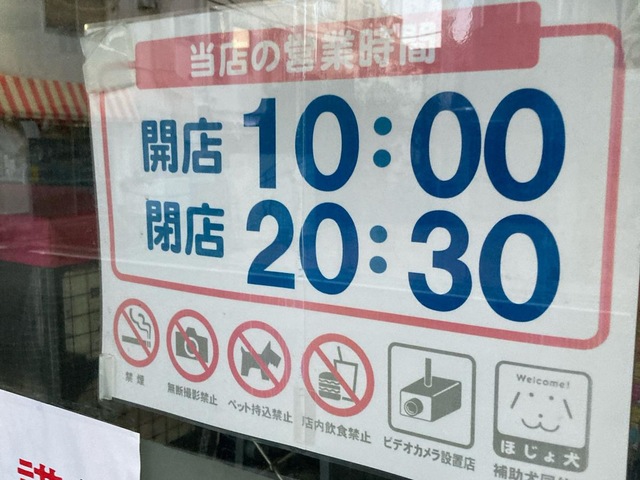 当店の営業時間
開店 10:00
閉店 20:30
禁煙
無断撮影禁止
ペット持込禁止
店内飲食禁止
ビデオカメラ設置店
Welcome!
ほじょ犬
補助犬同伴